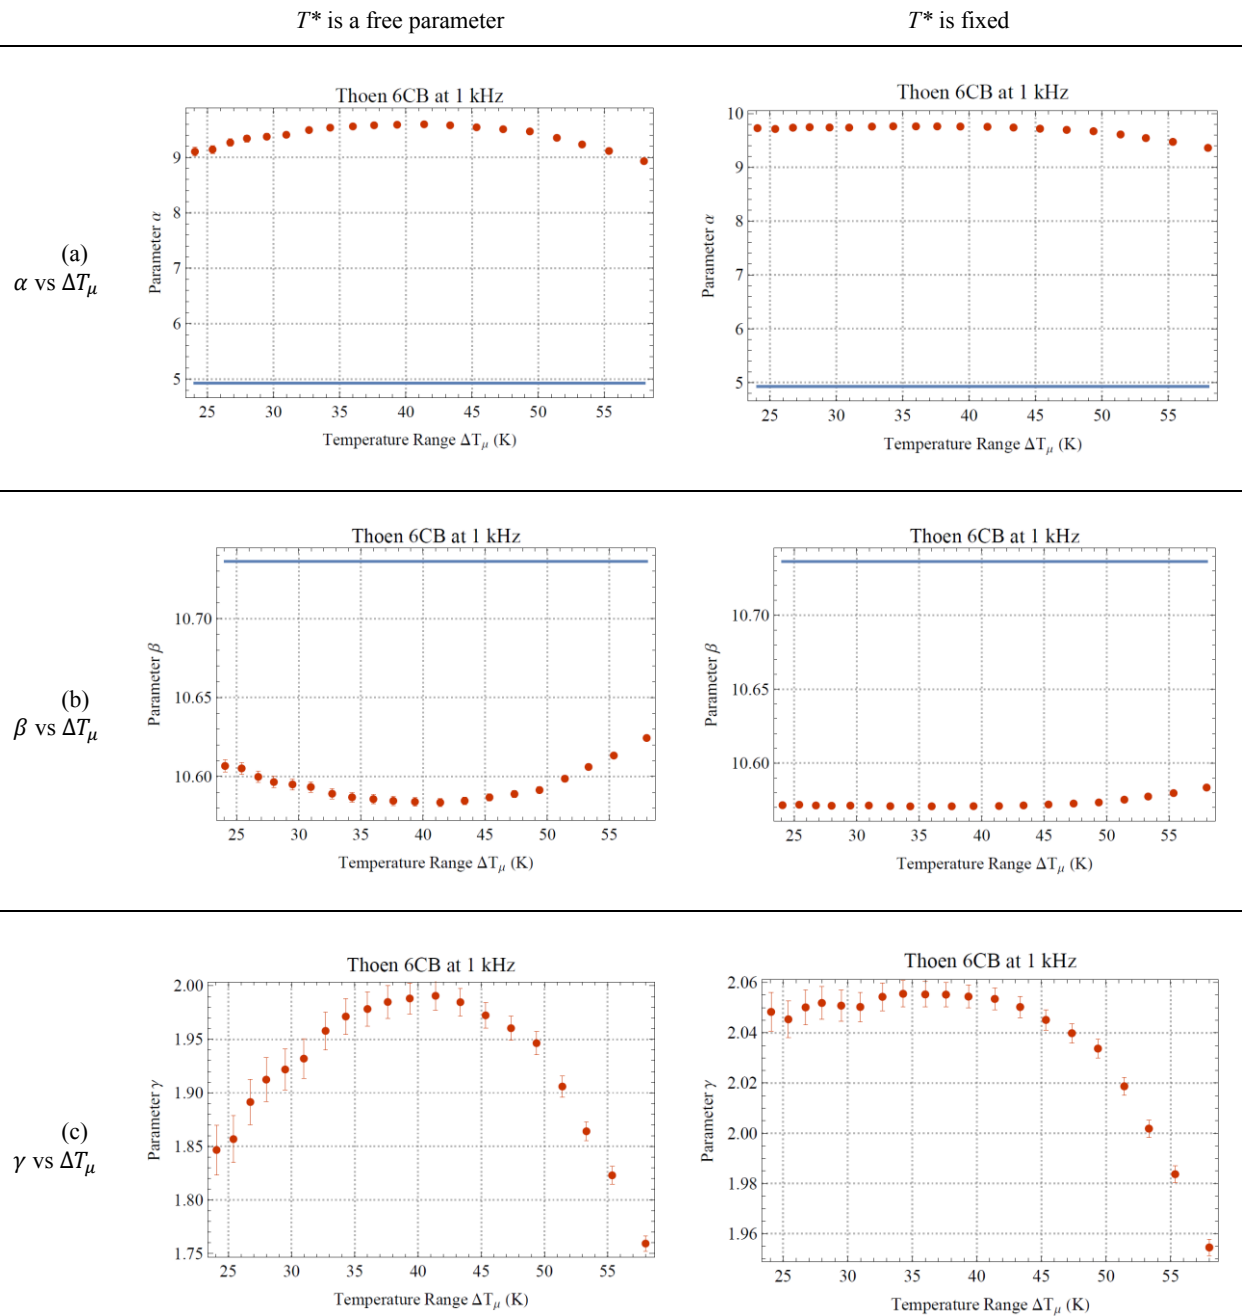 T* is a free parameter
T* is fixed
(a)
α vs ΔTμ
Thoen 6CB at 1 kHz
Parameter α
9
8
7
6
5
25 30 35 40 45 50 55
Temperature Range ΔTμ (K)
Thoen 6CB at 1 kHz
Parameter α
10
9
8
7
6
5
25 30 35 40 45 50 55
Temperature Range ΔTμ (K)
(b)
β vs ΔTμ
Thoen 6CB at 1 kHz
Parameter β
10.70
10.65
10.60
25 30 35 40 45 50 55
Temperature Range ΔTμ (K)
Thoen 6CB at 1 kHz
Parameter β
10.70
10.65
10.60
25 30 35 40 45 50 55
Temperature Range ΔTμ (K)
(c)
γ vs ΔTμ
Thoen 6CB at 1 kHz
Parameter γ
2.00
1.95
1.90
1.85
1.80
1.75
25 30 35 40 45 50 55
Temperature Range ΔTμ (K)
Thoen 6CB at 1 kHz
Parameter γ
2.06
2.04
2.02
2.00
1.98
1.96
25 30 35 40 45 50 55
Temperature Range ΔTμ (K)